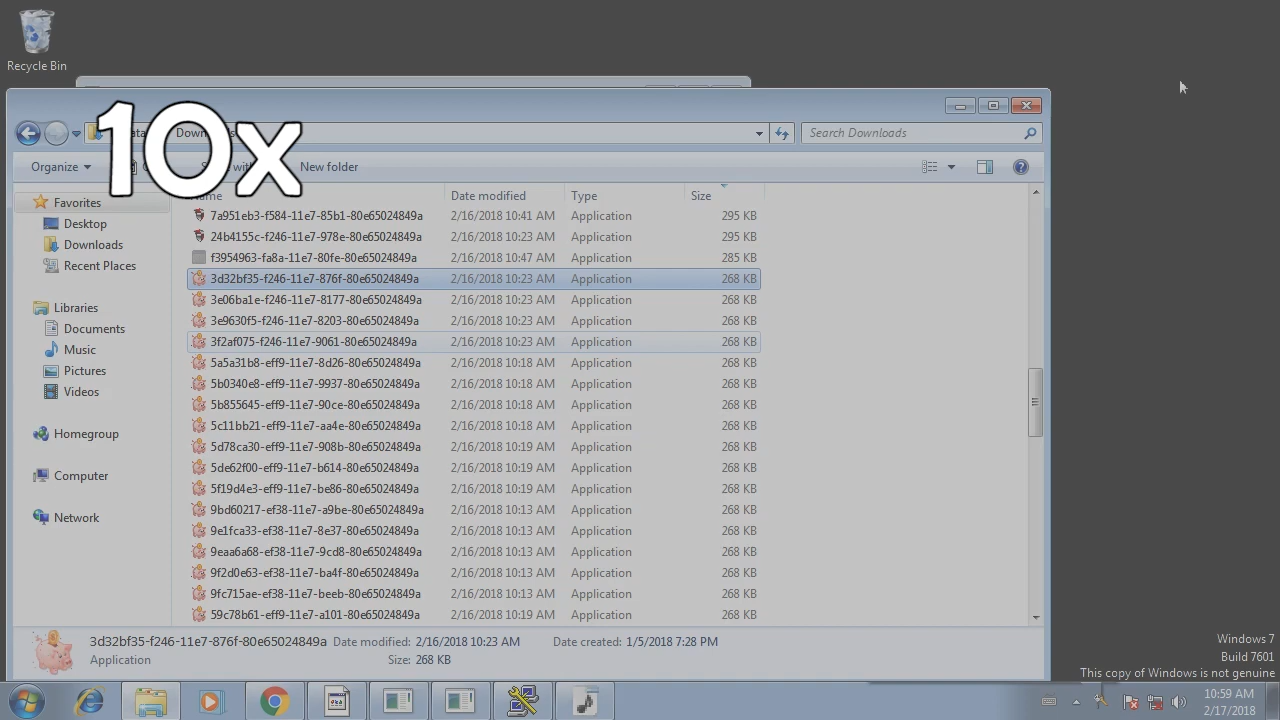 Recycle Bin
10x
Search Downloads
Organize
New folder
Name
Date modified
Type
Size
Favorites
Desktop
Downloads
Recent Places
Libraries
Documents
Music
Pictures
Videos
Homegroup
Computer
Network
7a951eb3-f584-11e7-85b1-80e65024849a 2/16/2018 10:41 AM Application 295 KB
24b4155c-f246-11e7-978e-80e65024849a 2/16/2018 10:23 AM Application 295 KB
f3954963-fa8a-11e7-80fe-80e65024849a 2/16/2018 10:47 AM Application 285 KB
3d32bf35-f246-11e7-876f-80e65024849a 2/16/2018 10:23 AM Application 268 KB
3e06ba1e-f246-11e7-8177-80e65024849a 2/16/2018 10:23 AM Application 268 KB
3e9630f5-f246-11e7-8203-80e65024849a 2/16/2018 10:23 AM Application 268 KB
3f2af075-f246-11e7-9061-80e65024849a 2/16/2018 10:23 AM Application 268 KB
5a5a31b8-eff9-11e7-8d26-80e65024849a 2/16/2018 10:18 AM Application 268 KB
5b0340e8-eff9-11e7-9937-80e65024849a 2/16/2018 10:18 AM Application 268 KB
5b855645-eff9-11e7-90ce-80e65024849a 2/16/2018 10:18 AM Application 268 KB
5c11bb21-eff9-11e7-aa4e-80e65024849a 2/16/2018 10:18 AM Application 268 KB
5d78ca30-eff9-11e7-908b-80e65024849a 2/16/2018 10:19 AM Application 268 KB
5de62f00-eff9-11e7-b614-80e65024849a 2/16/2018 10:19 AM Application 268 KB
5f19d4e3-eff9-11e7-be86-80e65024849a 2/16/2018 10:19 AM Application 268 KB
9bd60217-ef38-11e7-a9be-80e65024849a 2/16/2018 10:13 AM Application 268 KB
9e1fca33-ef38-11e7-8e37-80e65024849a 2/16/2018 10:13 AM Application 268 KB
9eaa6a68-ef38-11e7-9cd8-80e65024849a 2/16/2018 10:13 AM Application 268 KB
9f2d0e63-ef38-11e7-ba4f-80e65024849a 2/16/2018 10:13 AM Application 268 KB
9fc715ae-ef38-11e7-beeb-80e65024849a 2/16/2018 10:13 AM Application 268 KB
59c78b61-eff9-11e7-a101-80e65024849a 2/16/2018 10:19 AM Application 268 KB
3d32bf35-f246-11e7-876f-80e65024849a Date modified: 2/16/2018 10:23 AM Date created: 1/5/2018 7:28 PM
Application Size: 268 KB
Windows 7
Build 7601
This copy of Windows is not genuine
10:59 AM
2/17/2018